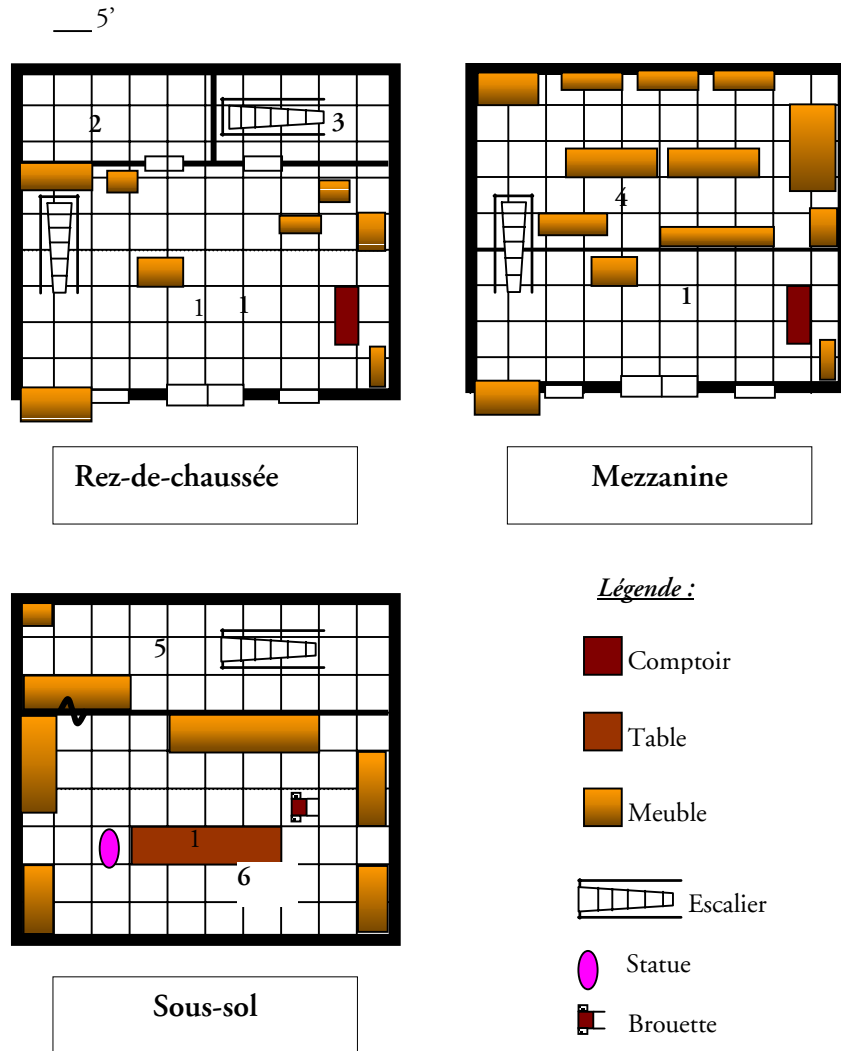 5’
2
3
1
1
Rez-de-chaussée
4
1
Mezzanine
5
1
6
Sous-sol
Légende :
Comptoir
Table
Meuble
Escalier
Statue
Brouette